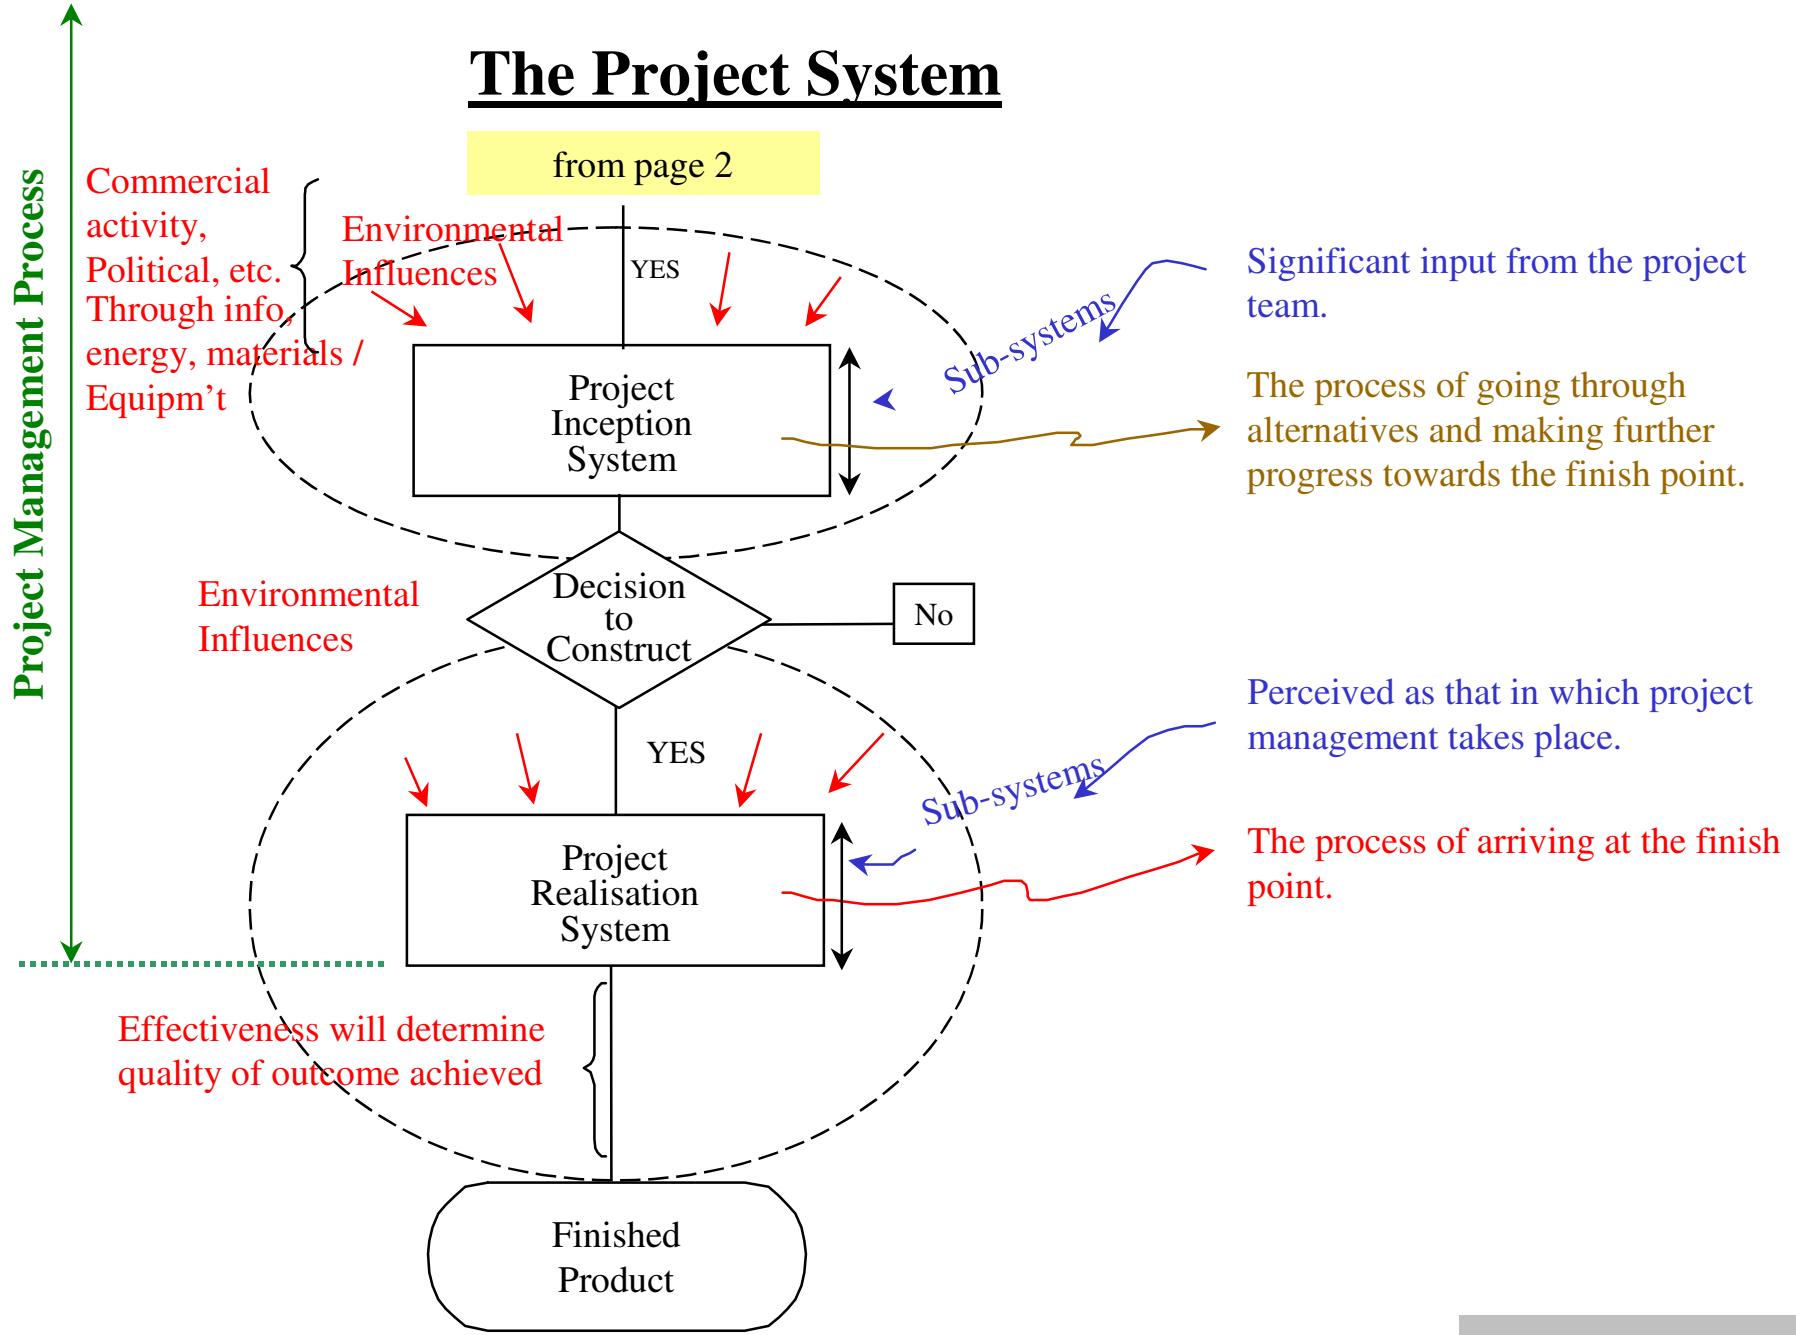 The Project System
from page 2
Project Management Process
Commercial
activity,
Political, etc.
Through info,
energy, materials /
Equipm’t
Environmental
Influences
YES
Sub-systems
Significant input from the project
team.
Project
Inception
System
The process of going through
alternatives and making further
progress towards the finish point.
Decision
to
Construct
No
Environmental
Influences
YES
Sub-systems
Perceived as that in which project
management takes place.
Project
Realisation
System
The process of arriving at the finish
point.
Effectiveness will determine
quality of outcome achieved
Finished
Product